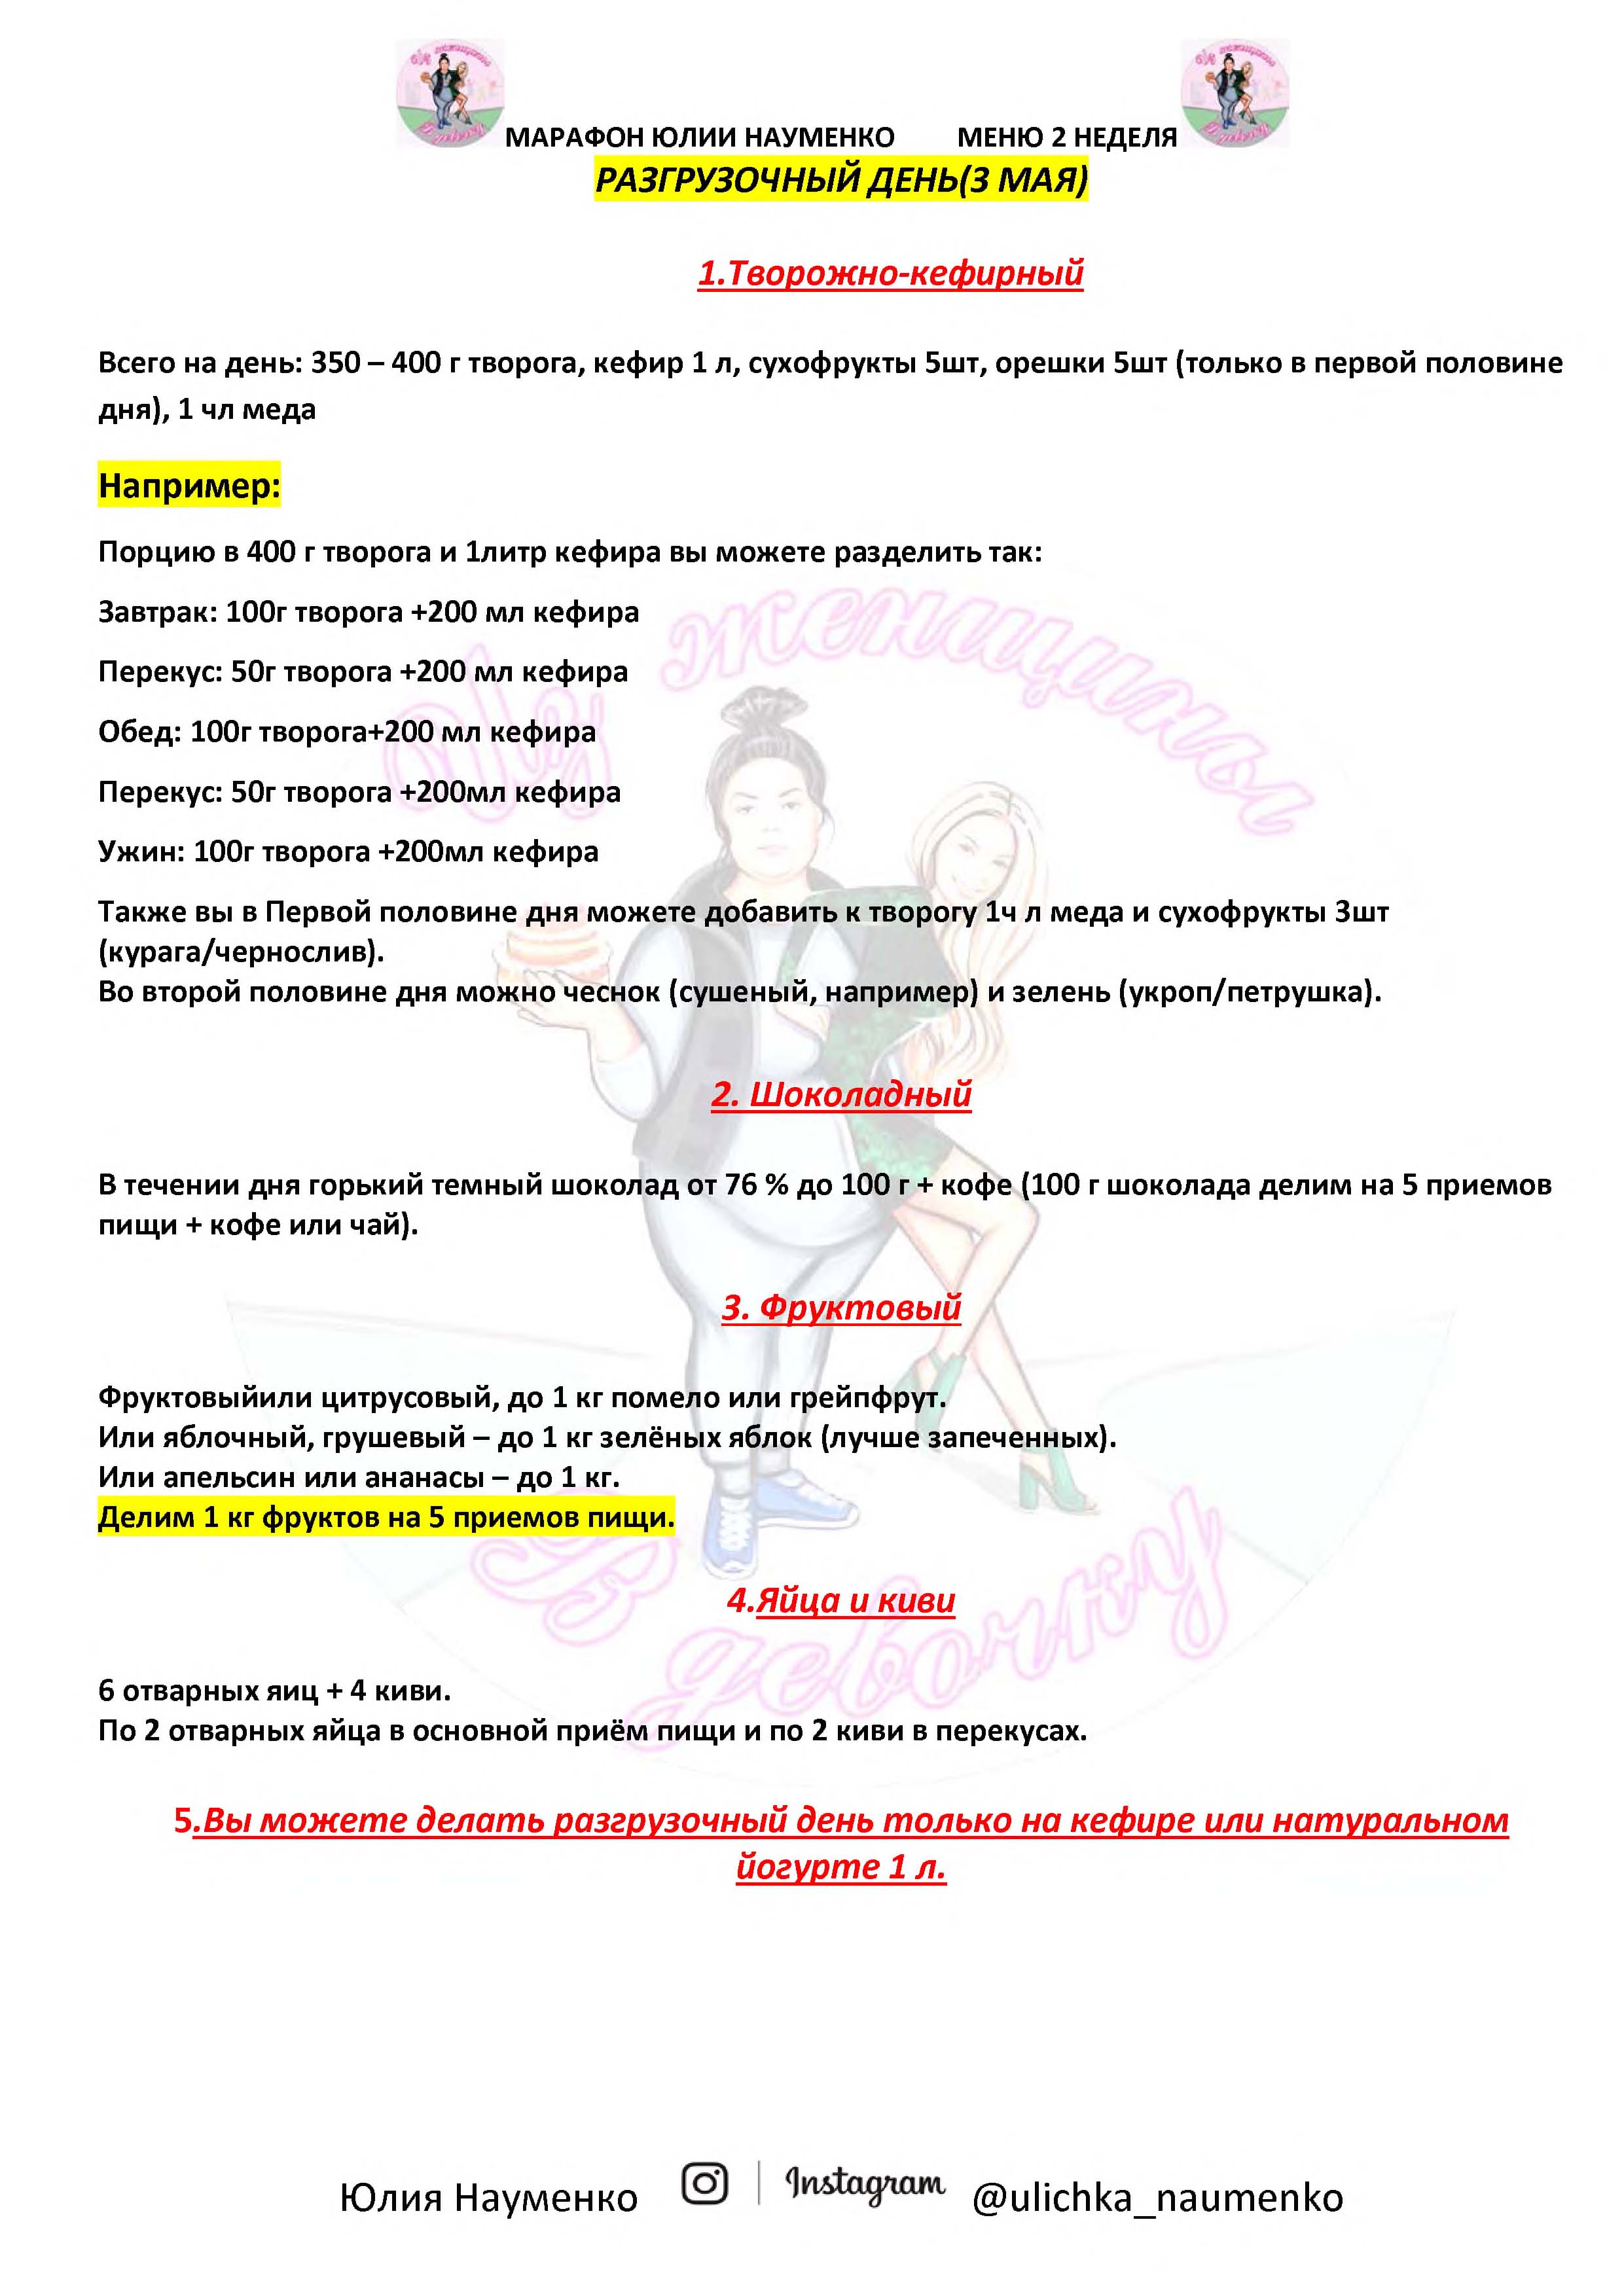 МАРАФОН ЮЛИИ НАУМЕНКО МЕНЮ 2 НЕДЕЛЯ
РАЗГРУЗОЧНЫЙ ДЕНЬ(3 МАЯ)
1.Творожно-кефирный
Всего на день: 350 – 400 г творога, кефир 1 л, сухофрукты 5шт, орешки 5шт (только в первой половине
дня), 1 чл меда
Например:
Порцию в 400 г творога и 1литр кефира вы можете разделить так:
Завтрак: 100г творога +200 мл кефира
Перекус: 50г творога +200 мл кефира
Обед: 100г творога+200 мл кефира
Перекус: 50г творога +200мл кефира
Ужин: 100г творога +200мл кефира
Также вы в Первой половине дня можете добавить к творогу 1ч л меда и сухофрукты 3шт
(курага/чернослив).
Во второй половине дня можно чеснок (сушеный, например) и зелень (укроп/петрушка).
2. Шоколадный
В течении дня горький темный шоколад от 76 % до 100 г + кофе (100 г шоколада делим на 5 приемов
пищи + кофе или чай).
3. Фруктовый
Фруктовыйили цитрусовый, до 1 кг помело или грейпфрут.
Или яблочный, грушевый – до 1 кг зелёных яблок (лучше запеченных).
Или апельсин или ананасы – до 1 кг.
Делим 1 кг фруктов на 5 приемов пищи.
4.Яйца и киви
6 отварных яиц + 4 киви.
По 2 отварных яйца в основной приём пищи и по 2 киви в перекусах.
5.Вы можете делать разгрузочный день только на кефире или натуральном
йогурте 1 л.
Из женщины
В девочку
Юлия Науменко Instagram @ulichka_naumenko